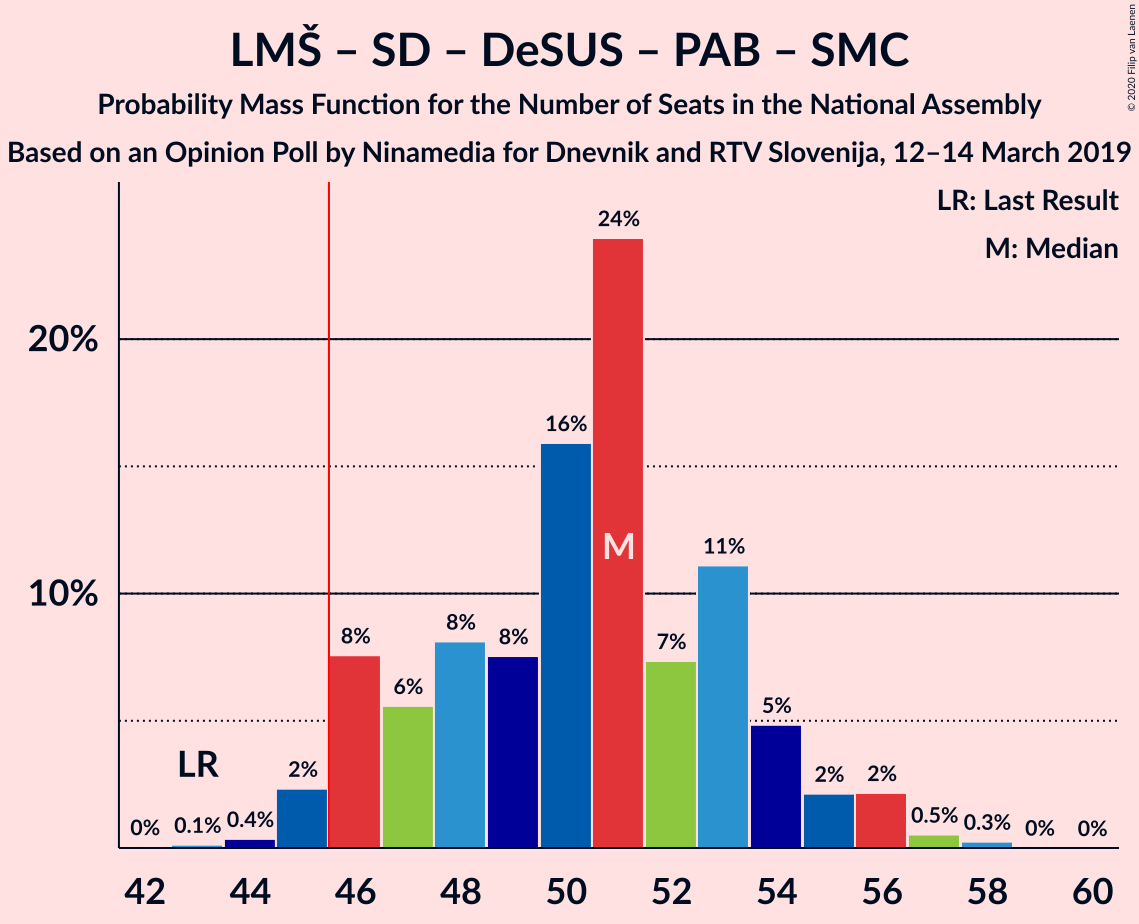 LMŠ – SD – DeSUS – PAB – SMC
Probability Mass Function for the Number of Seats in the National Assembly
Based on an Opinion Poll by Ninamedia for Dnevnik and RTV Slovenija, 12–14 March 2019
© 2020 Filip van Laenen
LR: Last Result
M: Median
20%
10%
LR
M
0%
0.1%
0.4%
2%
8%
6%
8%
8%
16%
24%
7%
11%
5%
2%
2%
0.5%
0.3%
0%
0%
42 44 46 48 50 52 54 56 58 60